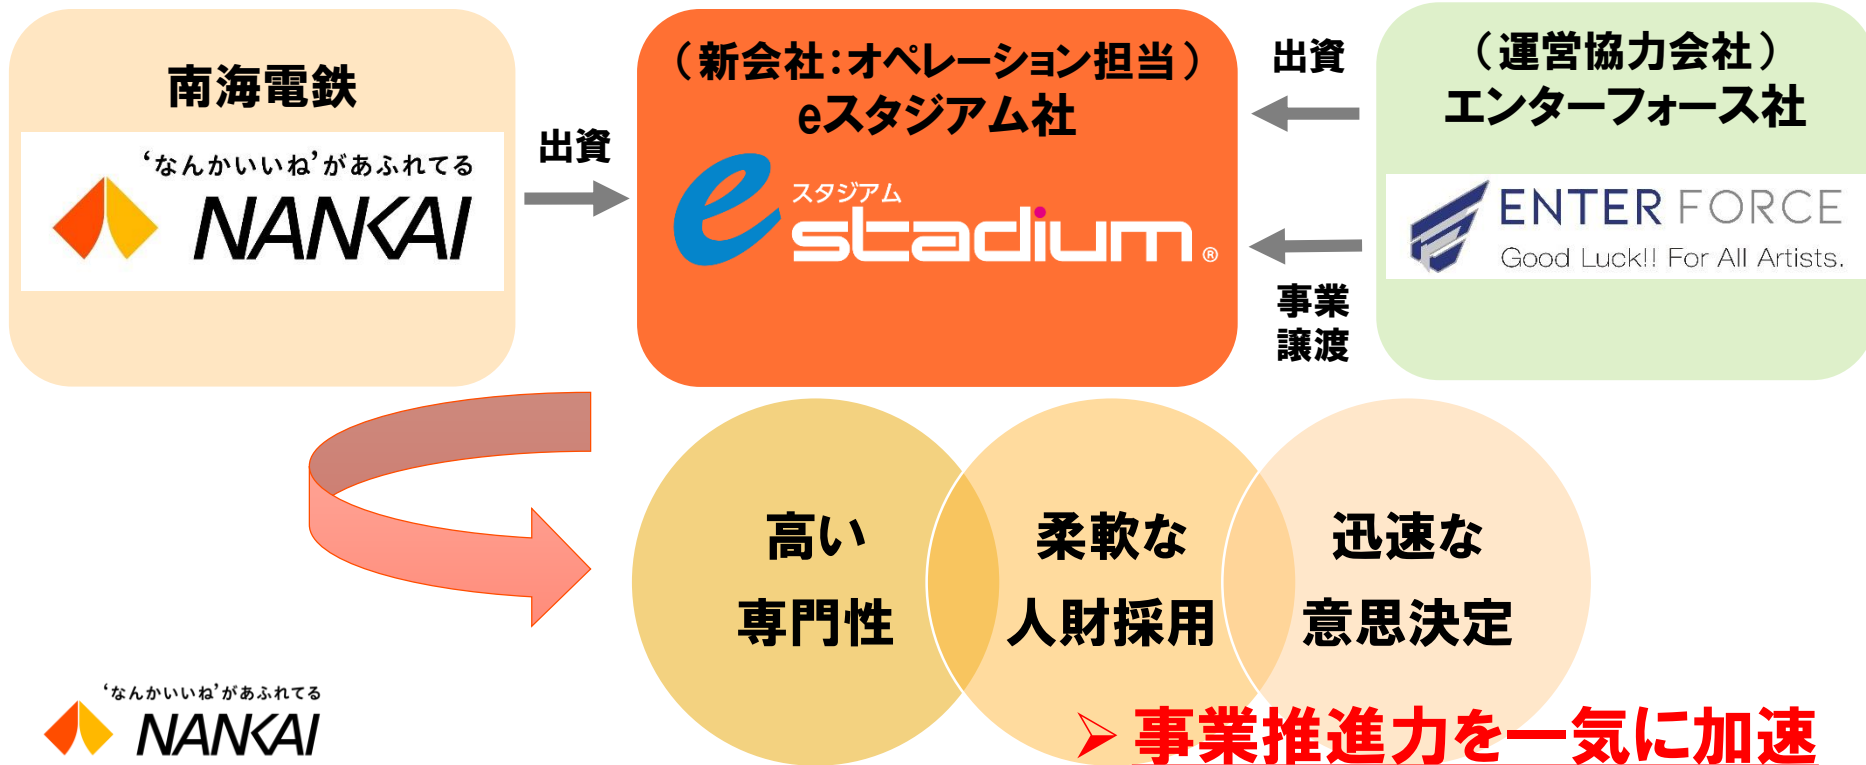 南海電鉄
‘なんかいいね’があふれてる
NANKAI
出資
（新会社：オペレーション担当）
eスタジアム社
e
スタジアム
stadium®
出資
事業
譲渡
（運営協力会社）
エンターフォース社
ENTER FORCE
Good Luck!! For All Artists.
高い
専門性
柔軟な
人財採用
迅速な
意思決定
➢ 事業推進力を一気に加速
‘なんかいいね’があふれてる
NANKAI